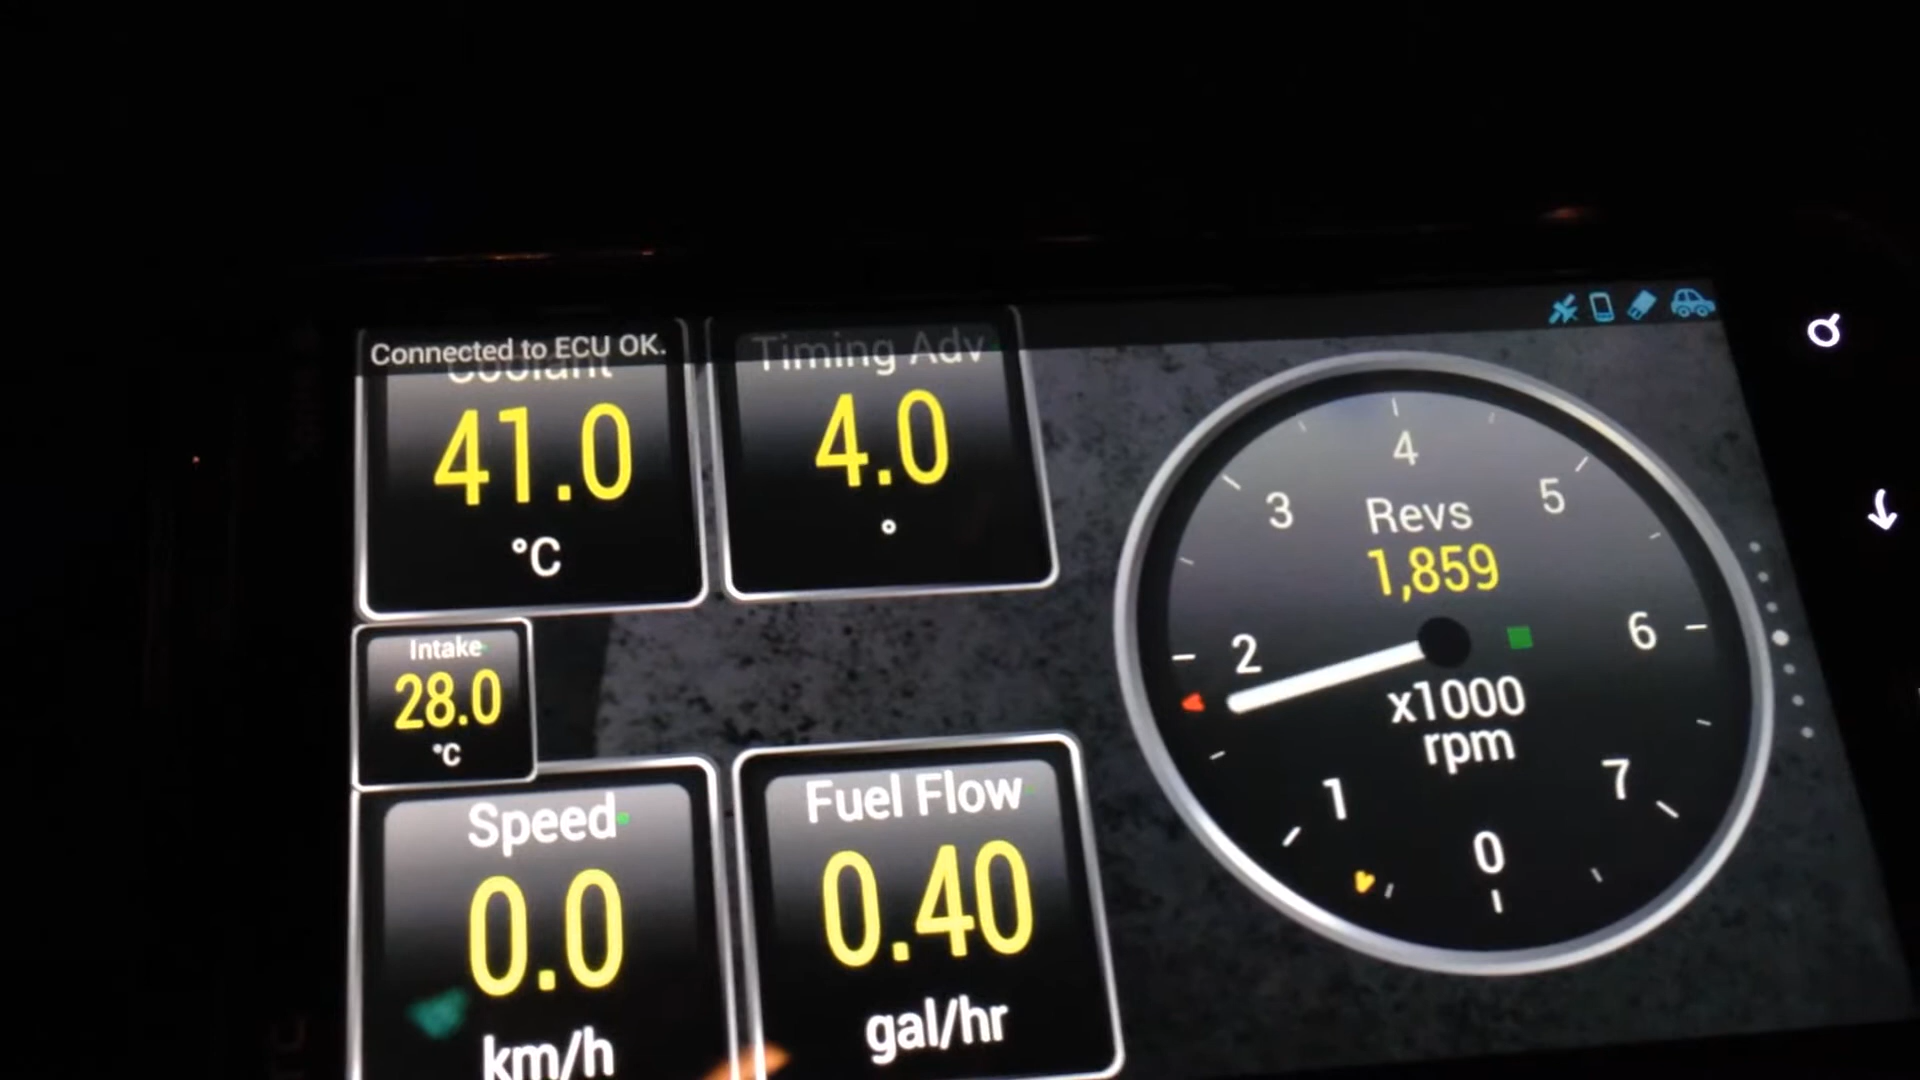 Connected to ECU OK.
Coolant
41.0
°C
Timing Adv
4.0
°
Intake
28.0
°C
Speed
0.0
km/h
Fuel Flow
0.40
gal/hr
4
3
5
Revs
1,859
2
6
x1000
rpm
1
7
0